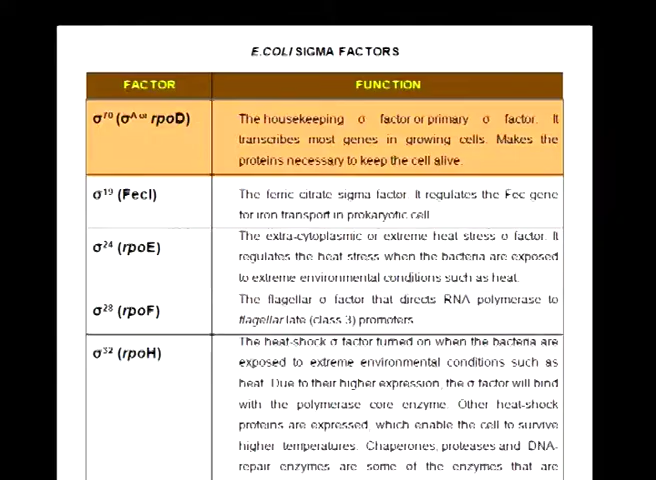 E.COLI SIGMA FACTORS
FACTOR FUNCTION
σ⁷⁰ (σᴬ ᵒʳ rpoD) The housekeeping σ factor or primary σ factor. It
transcribes most genes in growing cells. Makes the
proteins necessary to keep the cell alive.
σ¹⁹ (FecI) The ferric citrate sigma factor. It regulates the Fec gene
for iron transport in prokaryotic cell.
σ²⁴ (rpoE) The extra-cytoplasmic or extreme heat stress σ factor. It
regulates the heat stress when the bacteria are exposed
to extreme environmental conditions such as heat.
σ²⁸ (rpoF) The flagellar σ factor that directs RNA polymerase to
flagellar late (class 3) promoters
σ³² (rpoH) The heat-shock σ factor turned on when the bacteria are
exposed to extreme environmental conditions such as
heat. Due to their higher expression, the σ factor will bind
with the polymerase core enzyme. Other heat-shock
proteins are expressed, which enable the cell to survive
higher temperatures. Chaperones, proteases and DNA-
repair enzymes are some of the enzymes that are